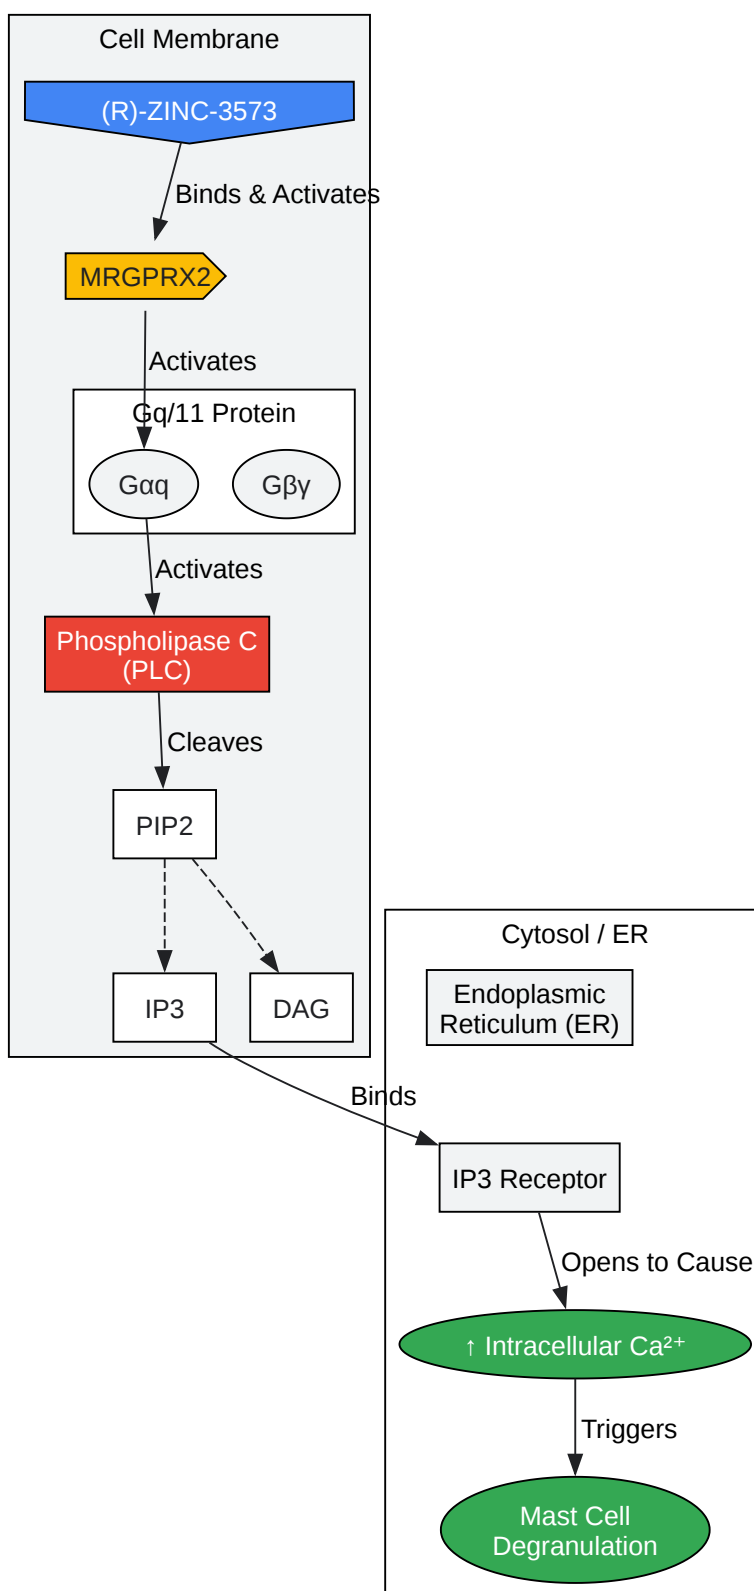 Cell Membrane
(R)-ZINC-3573
Binds & Activates
MRGPRX2
Activates
Gq/11 Protein
Gαq
Gβγ
Activates
Phospholipase C
(PLC)
Cleaves
PIP2
IP3
DAG
Cytosol / ER
Endoplasmic
Reticulum (ER)
Binds
IP3 Receptor
Opens to Cause
↑ Intracellular Ca²⁺
Triggers
Mast Cell
Degranulation